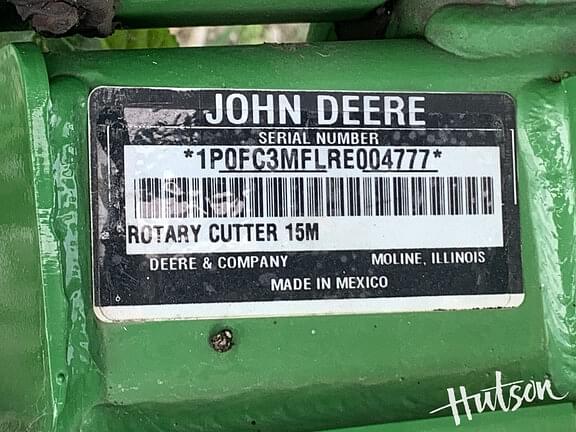 JOHN DEERE
SERIAL NUMBER
*1P0FC3MFLRE004777*
ROTARY CUTTER 15M
DEERE & COMPANY MOLINE, ILLINOIS
MADE IN MEXICO
Hutson